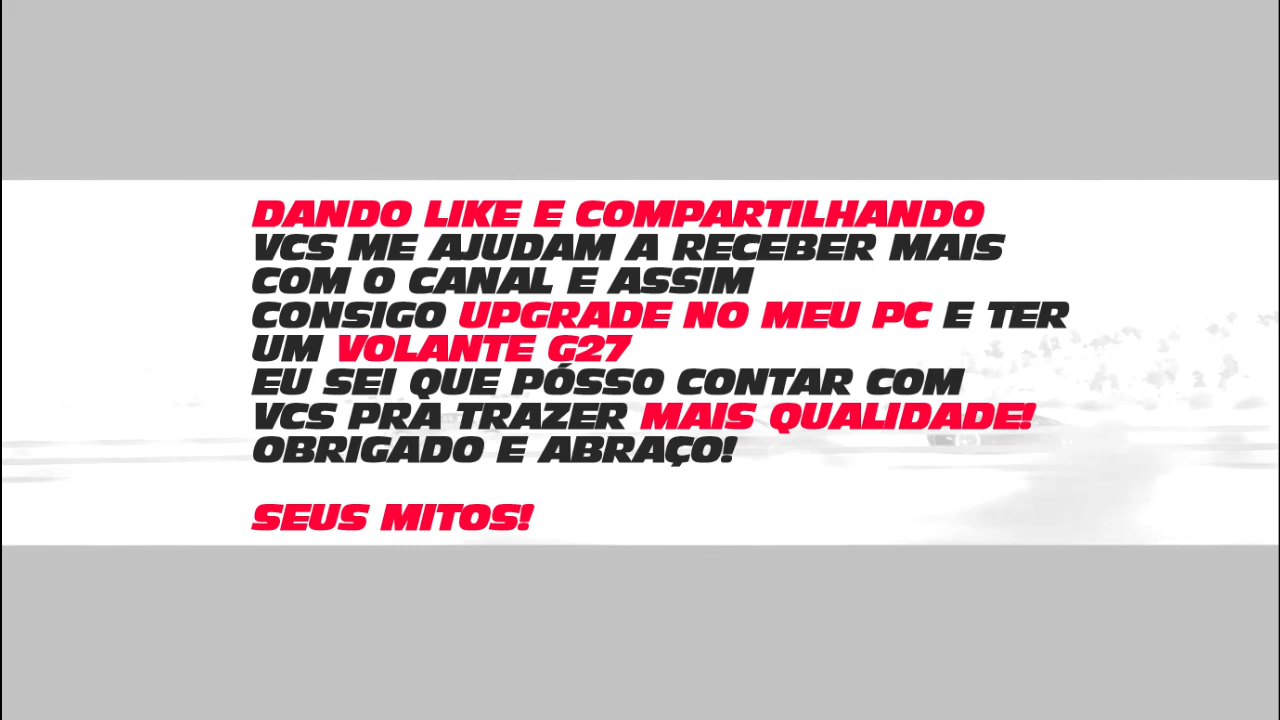 DANDO LIKE E COMPARTILHANDO
VCS ME AJUDAM A RECEBER MAIS
COM O CANAL E ASSIM
CONSIGO UPGRADE NO MEU PC E TER
UM VOLANTE G27
EU SEI QUE PÓSSO CONTAR COM
VCS PRA TRAZER MAIS QUALIDADE!
OBRIGADO E ABRAÇO!
SEUS MITOS!